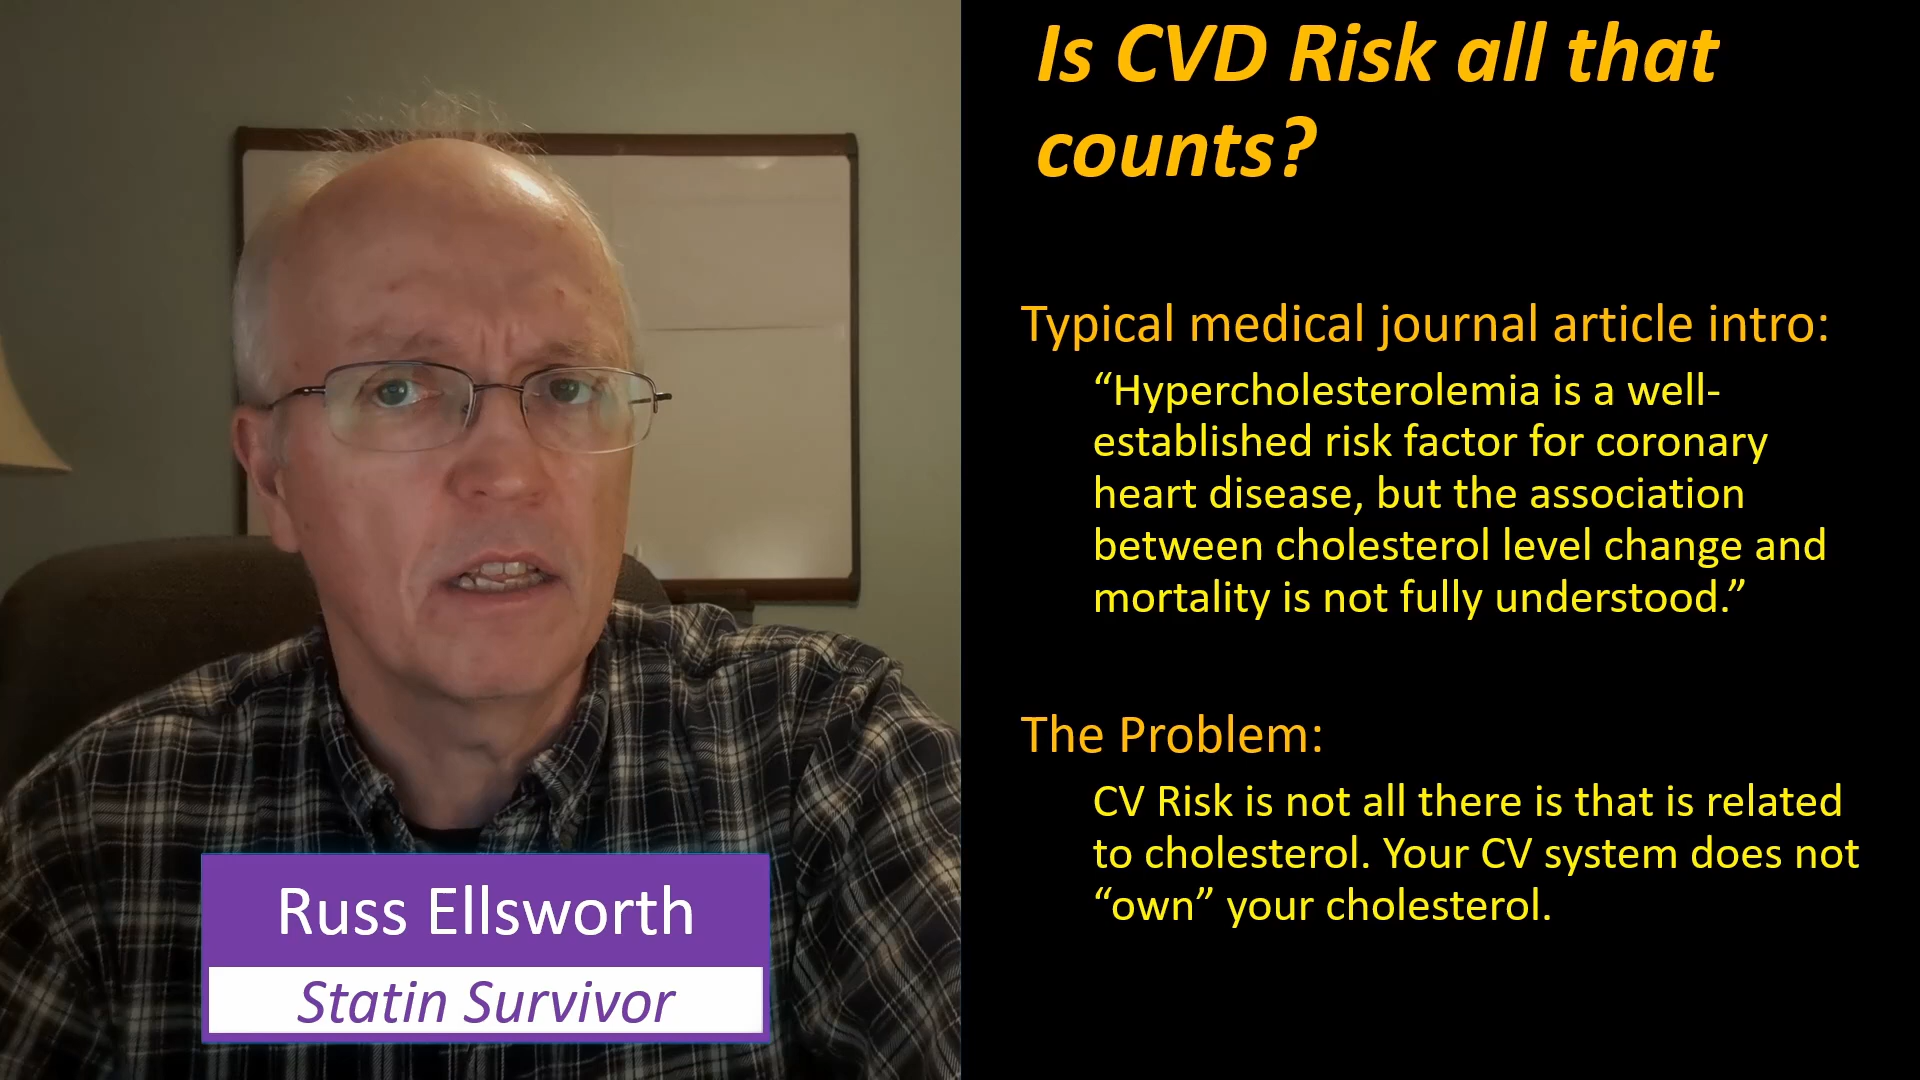 Is CVD Risk all that
counts?
Typical medical journal article intro:
“Hypercholesterolemia is a well-
established risk factor for coronary
heart disease, but the association
between cholesterol level change and
mortality is not fully understood.”
The Problem:
CV Risk is not all there is that is related
to cholesterol. Your CV system does not
“own” your cholesterol.
Russ Ellsworth
Statin Survivor